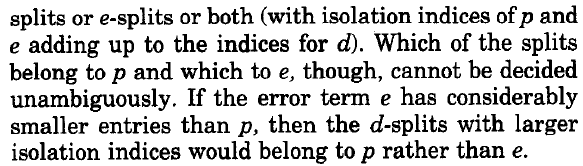 splits or e-splits or both (with isolation indices of p and
e adding up to the indices for d). Which of the splits
belong to p and which to e, though, cannot be decided
unambiguously. If the error term e has considerably
smaller entries than p, then the d-splits with larger
isolation indices would belong to p rather than e.